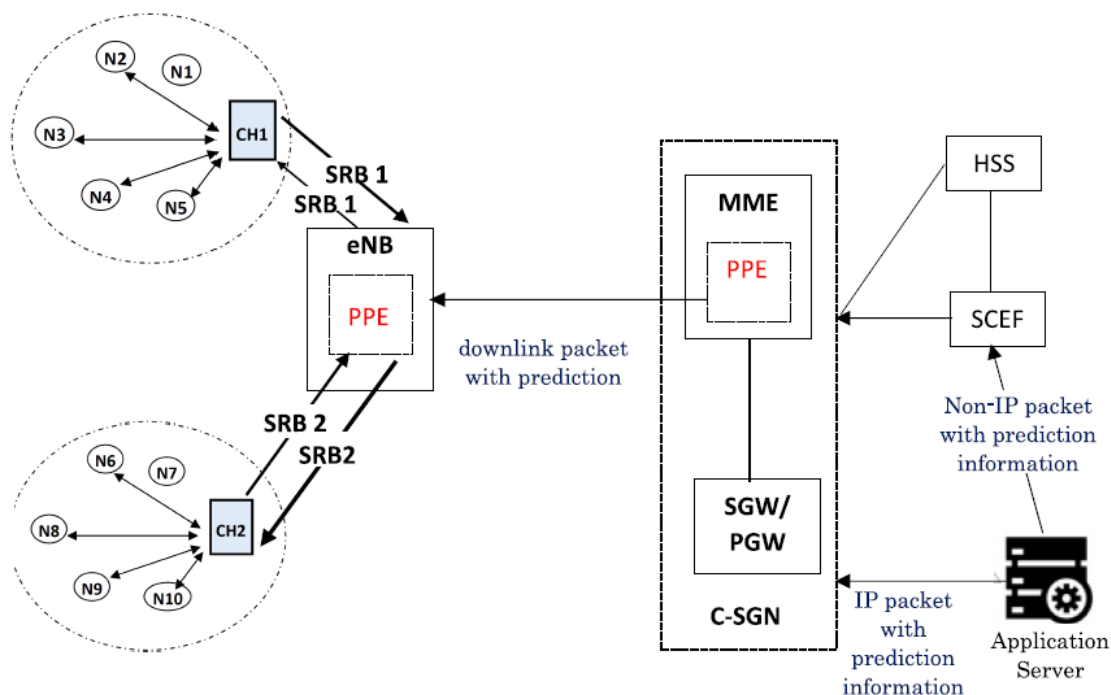 N2
N1
N3
CH1
N4
N5
SRB 1
SRB 1
eNB
PPE
downlink packet
with prediction
SRB 2
SRB2
N6
N7
N8
CH2
N9
N10
MME
PPE
SGW/
PGW
C-SGN
HSS
SCEF
Non-IP packet
with prediction
information
IP packet
with
prediction
information
Application
Server